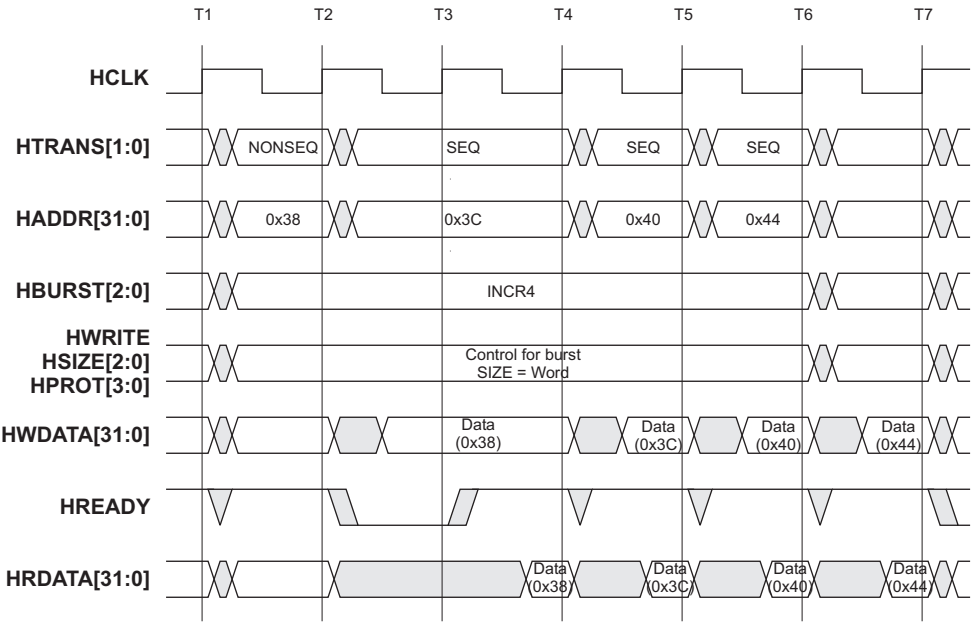 T1 T2 T3 T4 T5 T6 T7
HCLK
HTRANS[1:0] NONSEQ SEQ SEQ SEQ
HADDR[31:0] 0x38 0x3C 0x40 0x44
HBURST[2:0] INCR4
HWRITE
HSIZE[2:0]
HPROT[3:0]
Control for burst
SIZE = Word
HWDATA[31:0]
Data
(0x38)
Data
(0x3C)
Data
(0x40)
Data
(0x44)
HREADY
HRDATA[31:0]
Data
(0x38)
Data
(0x3C)
Data
(0x40)
Data
(0x44)